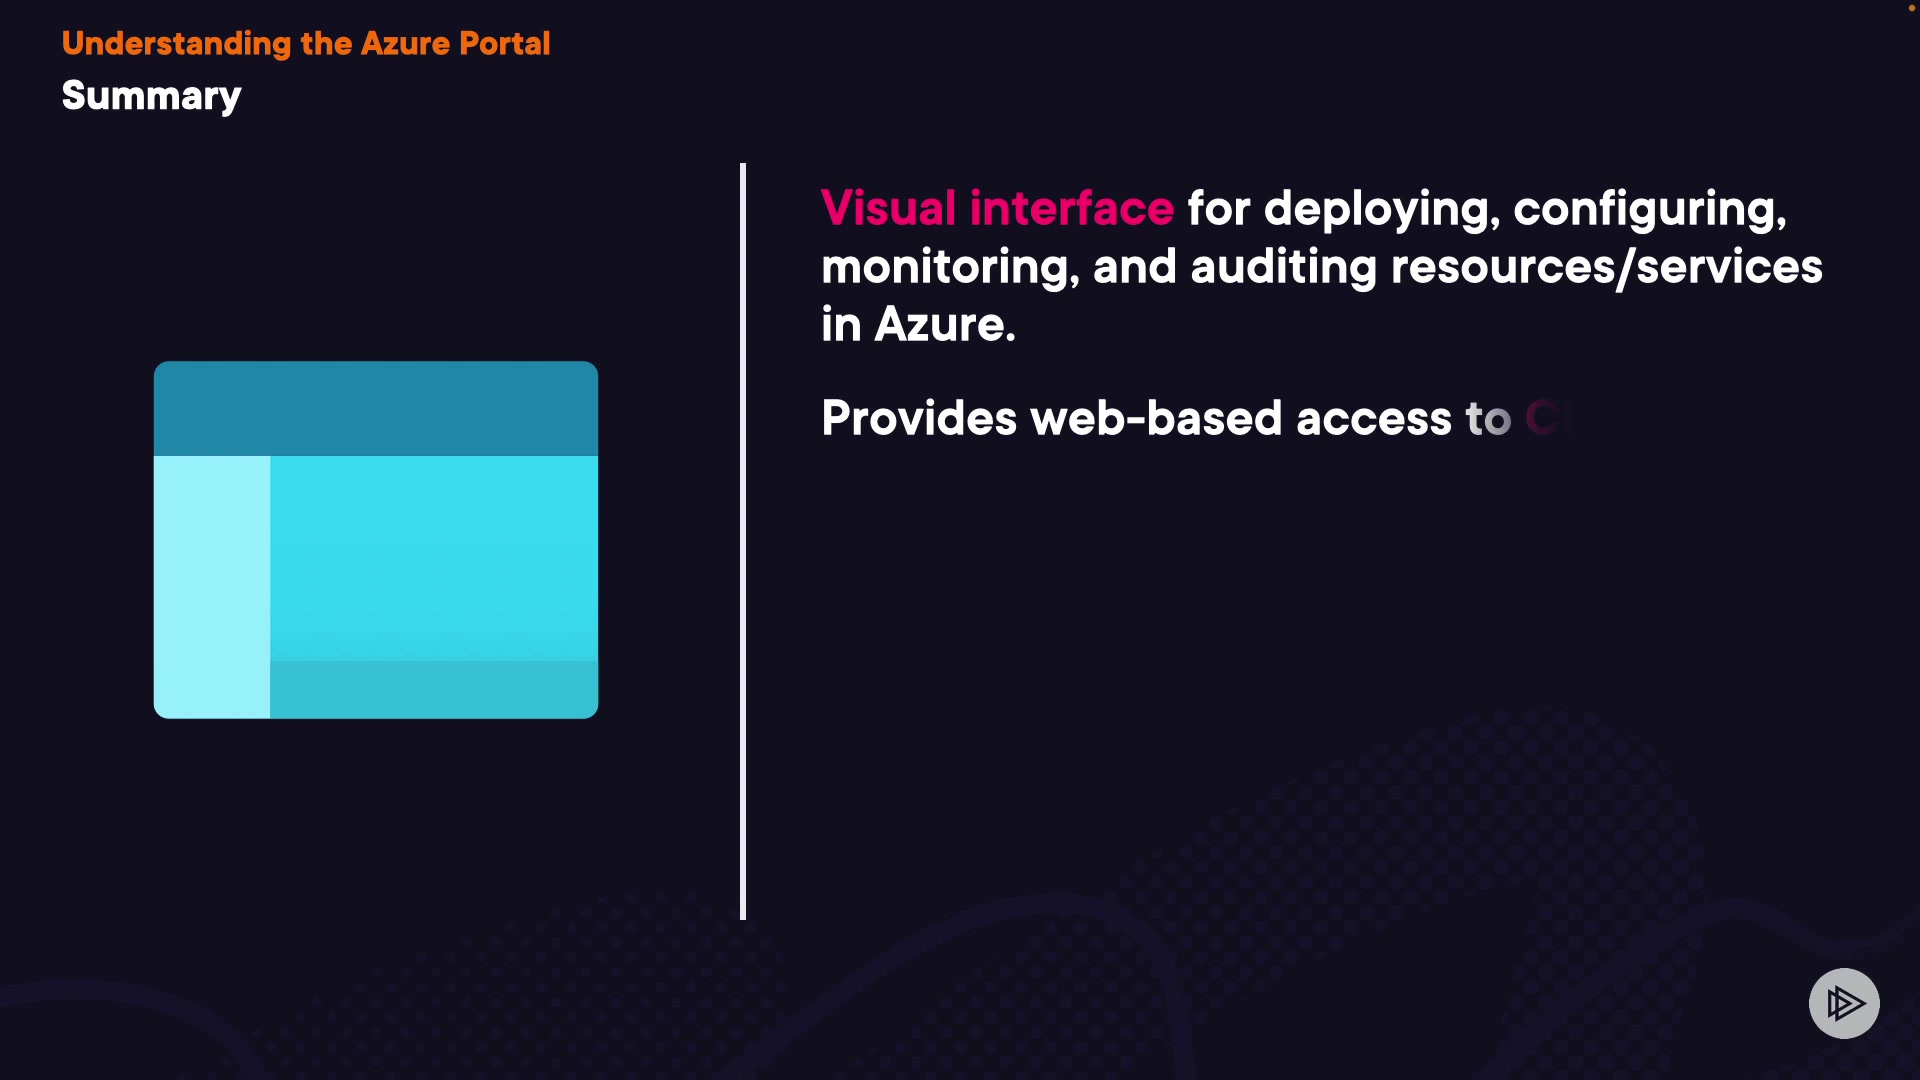 Understanding the Azure Portal
Summary
Visual interface for deploying, configuring,
monitoring, and auditing resources/services
in Azure.
Provides web-based access to